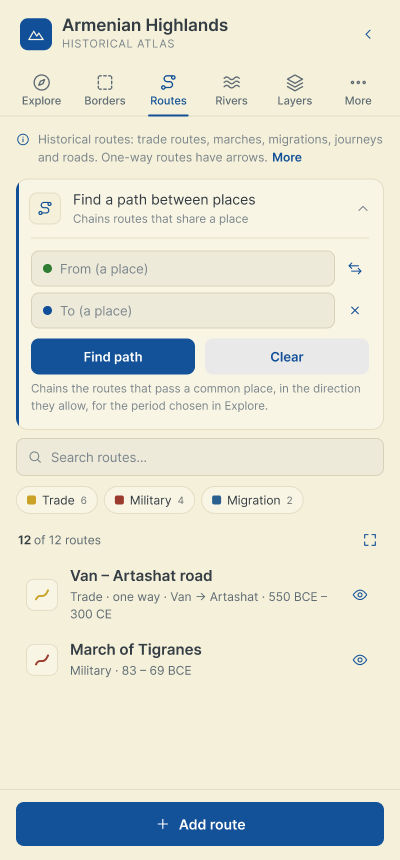 Armenian Highlands
HISTORICAL ATLAS
Explore
Borders
Routes
Rivers
Layers
More
Historical routes: trade routes, marches, migrations, journeys
and roads. One-way routes have arrows. More
Find a path between places
Chains routes that share a place
From (a place)
To (a place)
Find path
Clear
Chains the routes that pass a common place, in the direction
they allow, for the period chosen in Explore.
Search routes...
Trade 6
Military 4
Migration 2
12 of 12 routes
Van – Artashat road
Trade · one way · Van → Artashat · 550 BCE –
300 CE
March of Tigranes
Military · 83 – 69 BCE
+ Add route